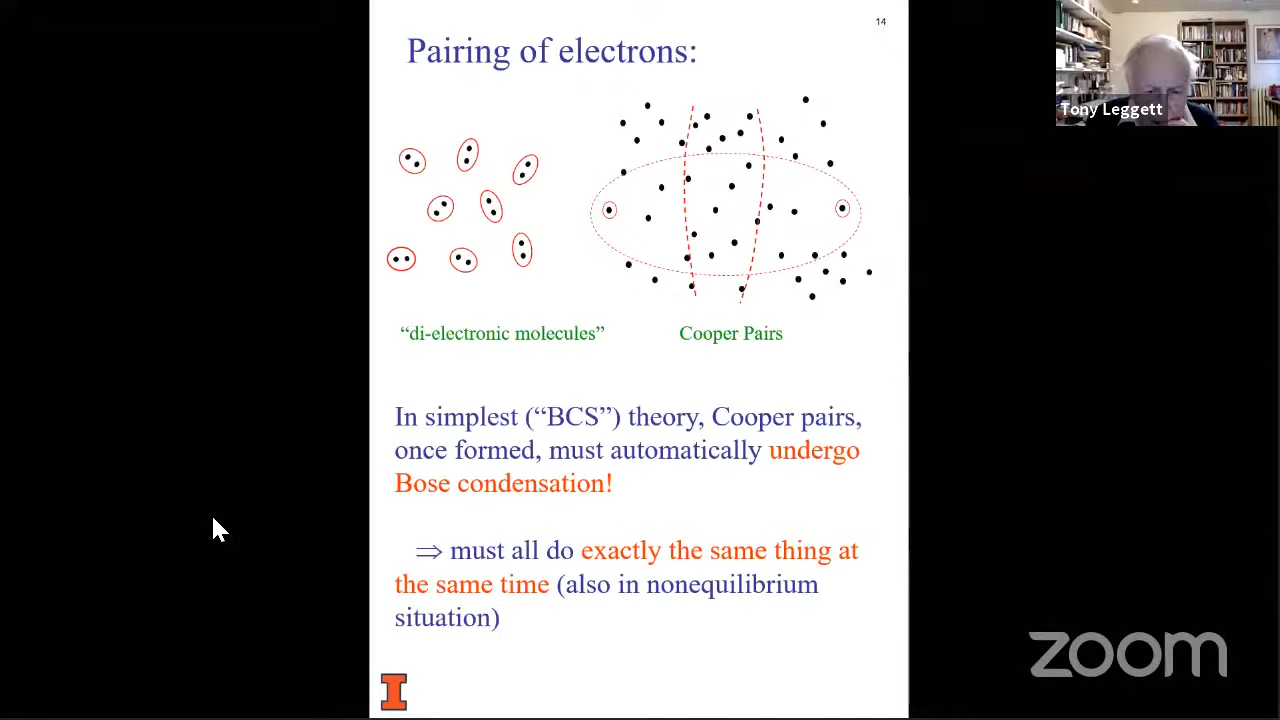 14
Pairing of electrons:
Tony Leggett
“di-electronic molecules”
Cooper Pairs
In simplest (“BCS”) theory, Cooper pairs,
once formed, must automatically undergo
Bose condensation!
⇒ must all do exactly the same thing at
the same time (also in nonequilibrium
situation)
I
zoom